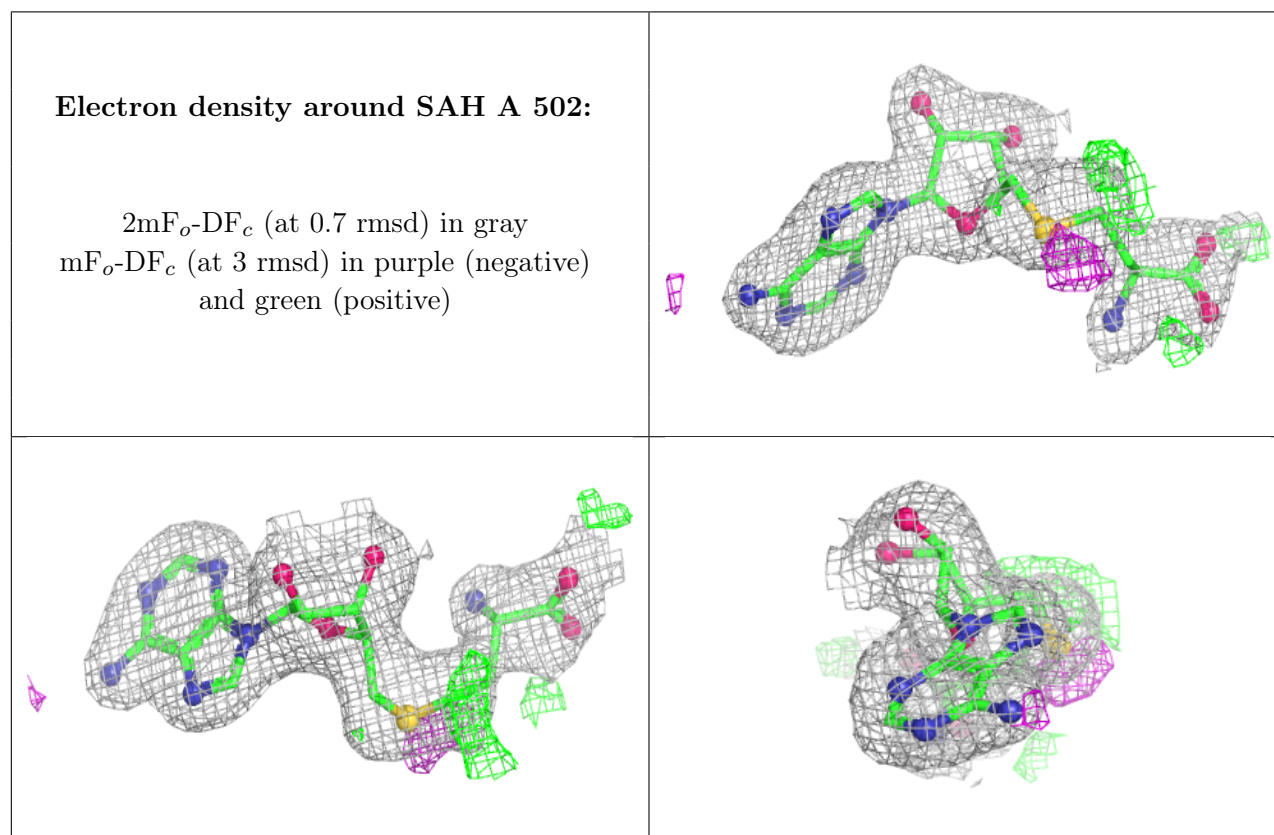 Electron density around SAH A 502:
2mFo-DFc (at 0.7 rmsd) in gray
mFo-DFc (at 3 rmsd) in purple (negative)
and green (positive)